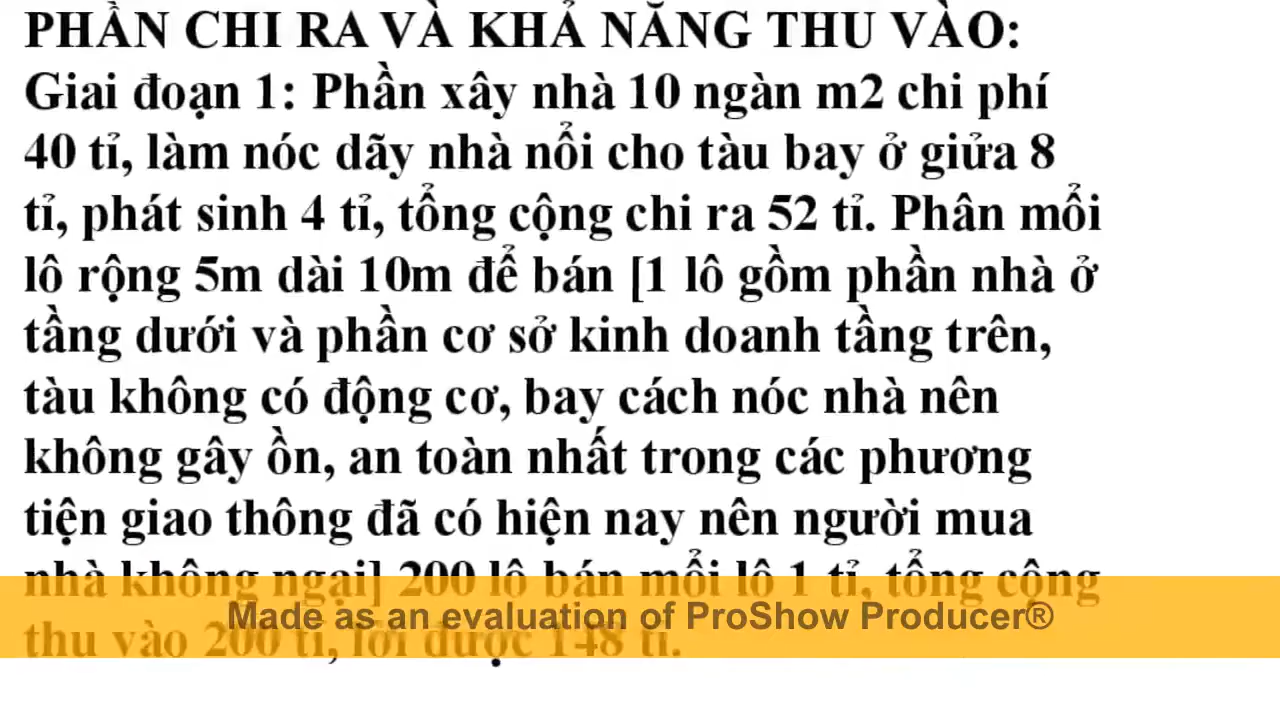 PHẦN CHI RA VÀ KHẢ NĂNG THU VÀO:
Giai đoạn 1: Phần xây nhà 10 ngàn m2 chi phí
40 tỉ, làm nóc dãy nhà nổi cho tàu bay ở giửa 8
tỉ, phát sinh 4 tỉ, tổng cộng chi ra 52 tỉ. Phân mổi
lô rộng 5m dài 10m để bán [1 lô gồm phần nhà ở
tầng dưới và phần cơ sở kinh doanh tầng trên,
tàu không có động cơ, bay cách nóc nhà nên
không gây ồn, an toàn nhất trong các phương
tiện giao thông đã có hiện nay nên người mua
nhà không ngại] 200 lô bán mổi lô 1 tỉ, tổng cộng
Made as an evaluation of ProShow Producer®
thu vào 200 tỉ, lời được 148 tỉ.